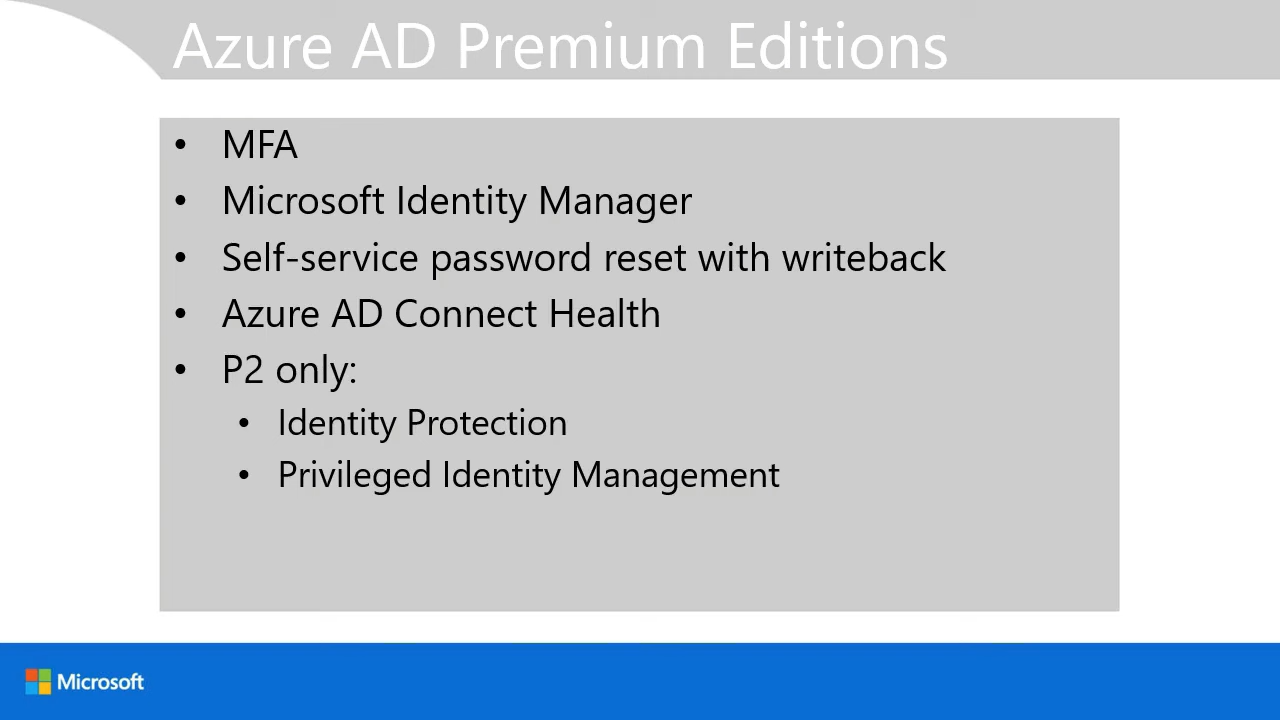 Azure AD Premium Editions
• MFA
• Microsoft Identity Manager
• Self-service password reset with writeback
• Azure AD Connect Health
• P2 only:
• Identity Protection
• Privileged Identity Management
Microsoft